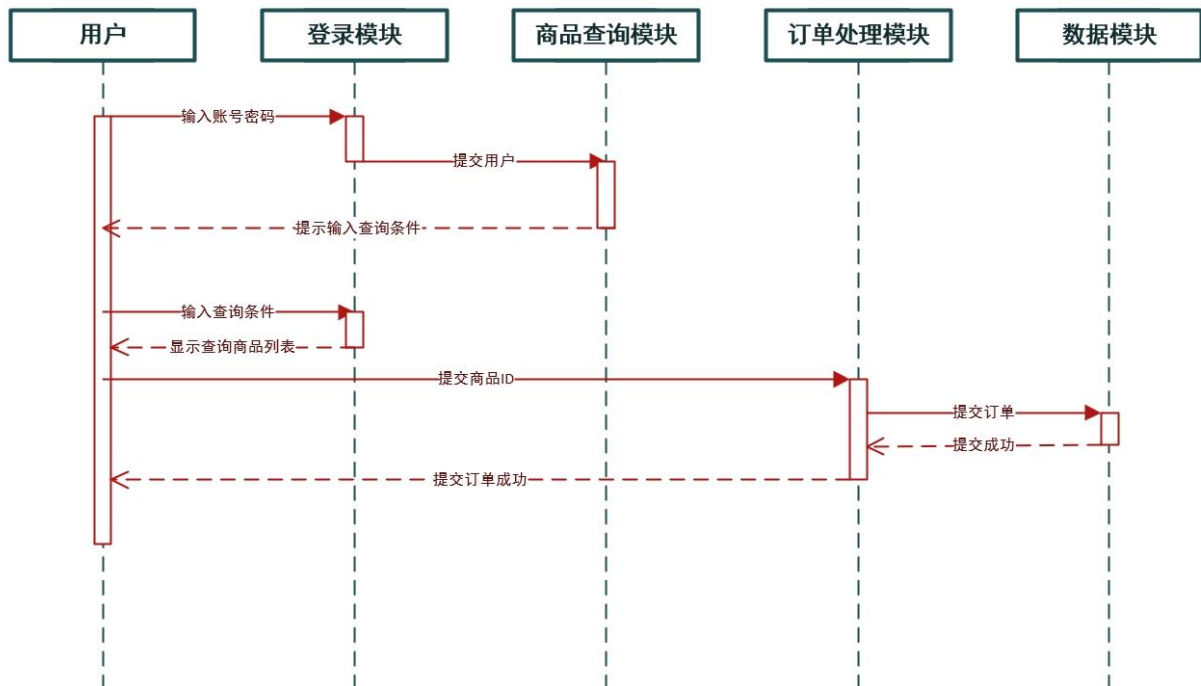 用户
登录模块
商品查询模块
订单处理模块
数据模块
输入账号密码
提交用户
提示输入查询条件
输入查询条件
显示查询商品列表
提交商品ID
提交订单
提交成功
提交订单成功